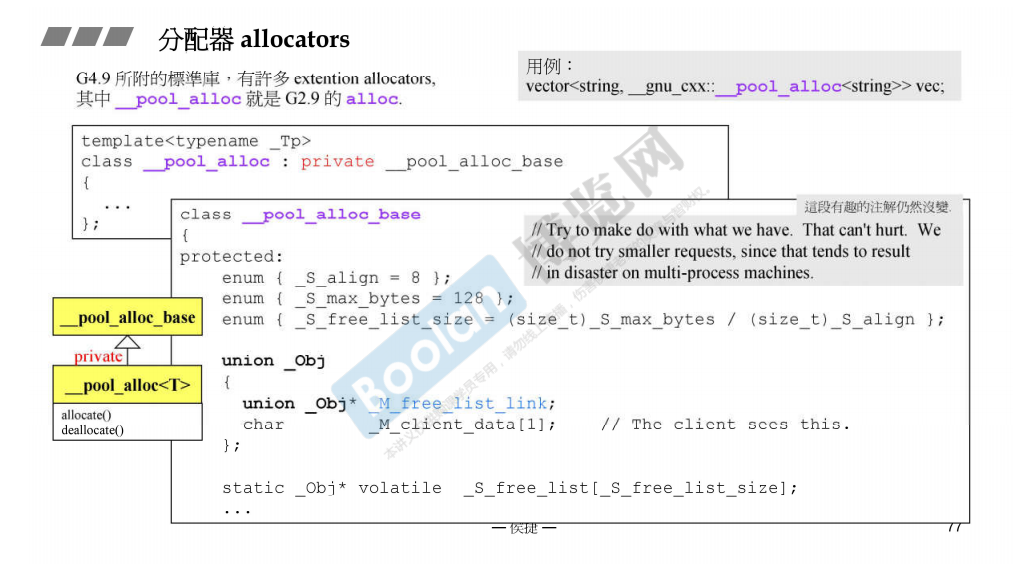 分配器 allocators
G4.9 所附的標準庫，有許多 extention allocators,
其中 __pool_alloc 就是 G2.9 的 alloc.
用例：
vector<string, __gnu_cxx::__pool_alloc<string>> vec;
template<typename _Tp>
class __pool_alloc : private __pool_alloc_base
{
...
};
class __pool_alloc_base
{
protected:
enum { _S_align = 8 };
enum { _S_max_bytes = 128 };
enum { _S_free_list_size = (size_t)_S_max_bytes / (size_t)_S_align };
union _Obj
{
union _Obj* _M_free_list_link;
char _M_client_data[1]; // The client sees this.
};
static _Obj* volatile _S_free_list[_S_free_list_size];
...
這段有趣的注解仍然沒變.
// Try to make do with what we have. That can't hurt. We
// do not try smaller requests, since that tends to result
// in disaster on multi-process machines.
__pool_alloc_base
private
__pool_alloc<T>
allocate()
deallocate()
Boolan
博览网
— 侯捷 —
77